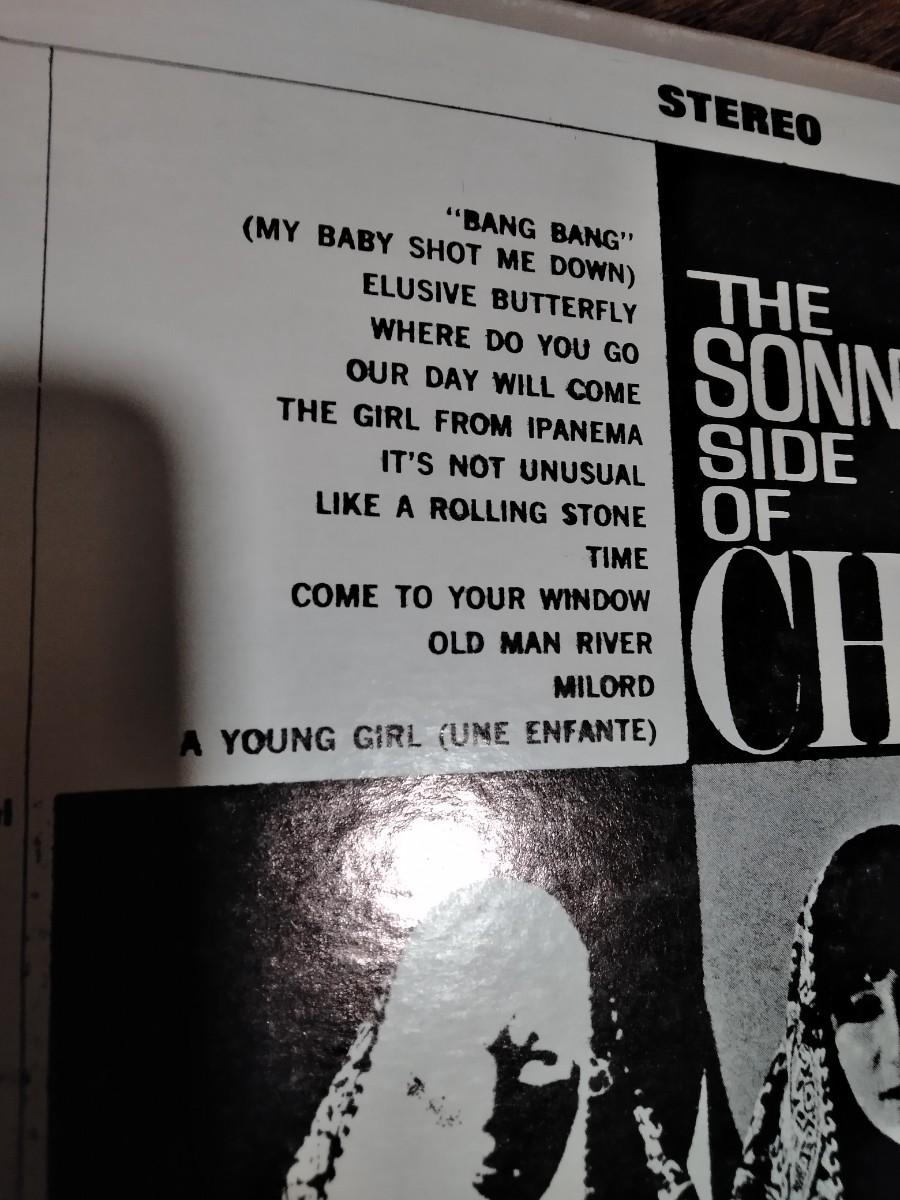 STEREO
"BANG BANG"
(MY BABY SHOT ME DOWN)
ELUSIVE BUTTERFLY
WHERE DO YOU GO
OUR DAY WILL COME
THE GIRL FROM IPANEMA
IT'S NOT UNUSUAL
LIKE A ROLLING STONE
TIME
COME TO YOUR WINDOW
OLD MAN RIVER
MILORD
A YOUNG GIRL (UNE ENFANTE)
THE
SONN
SIDE
OF
CH